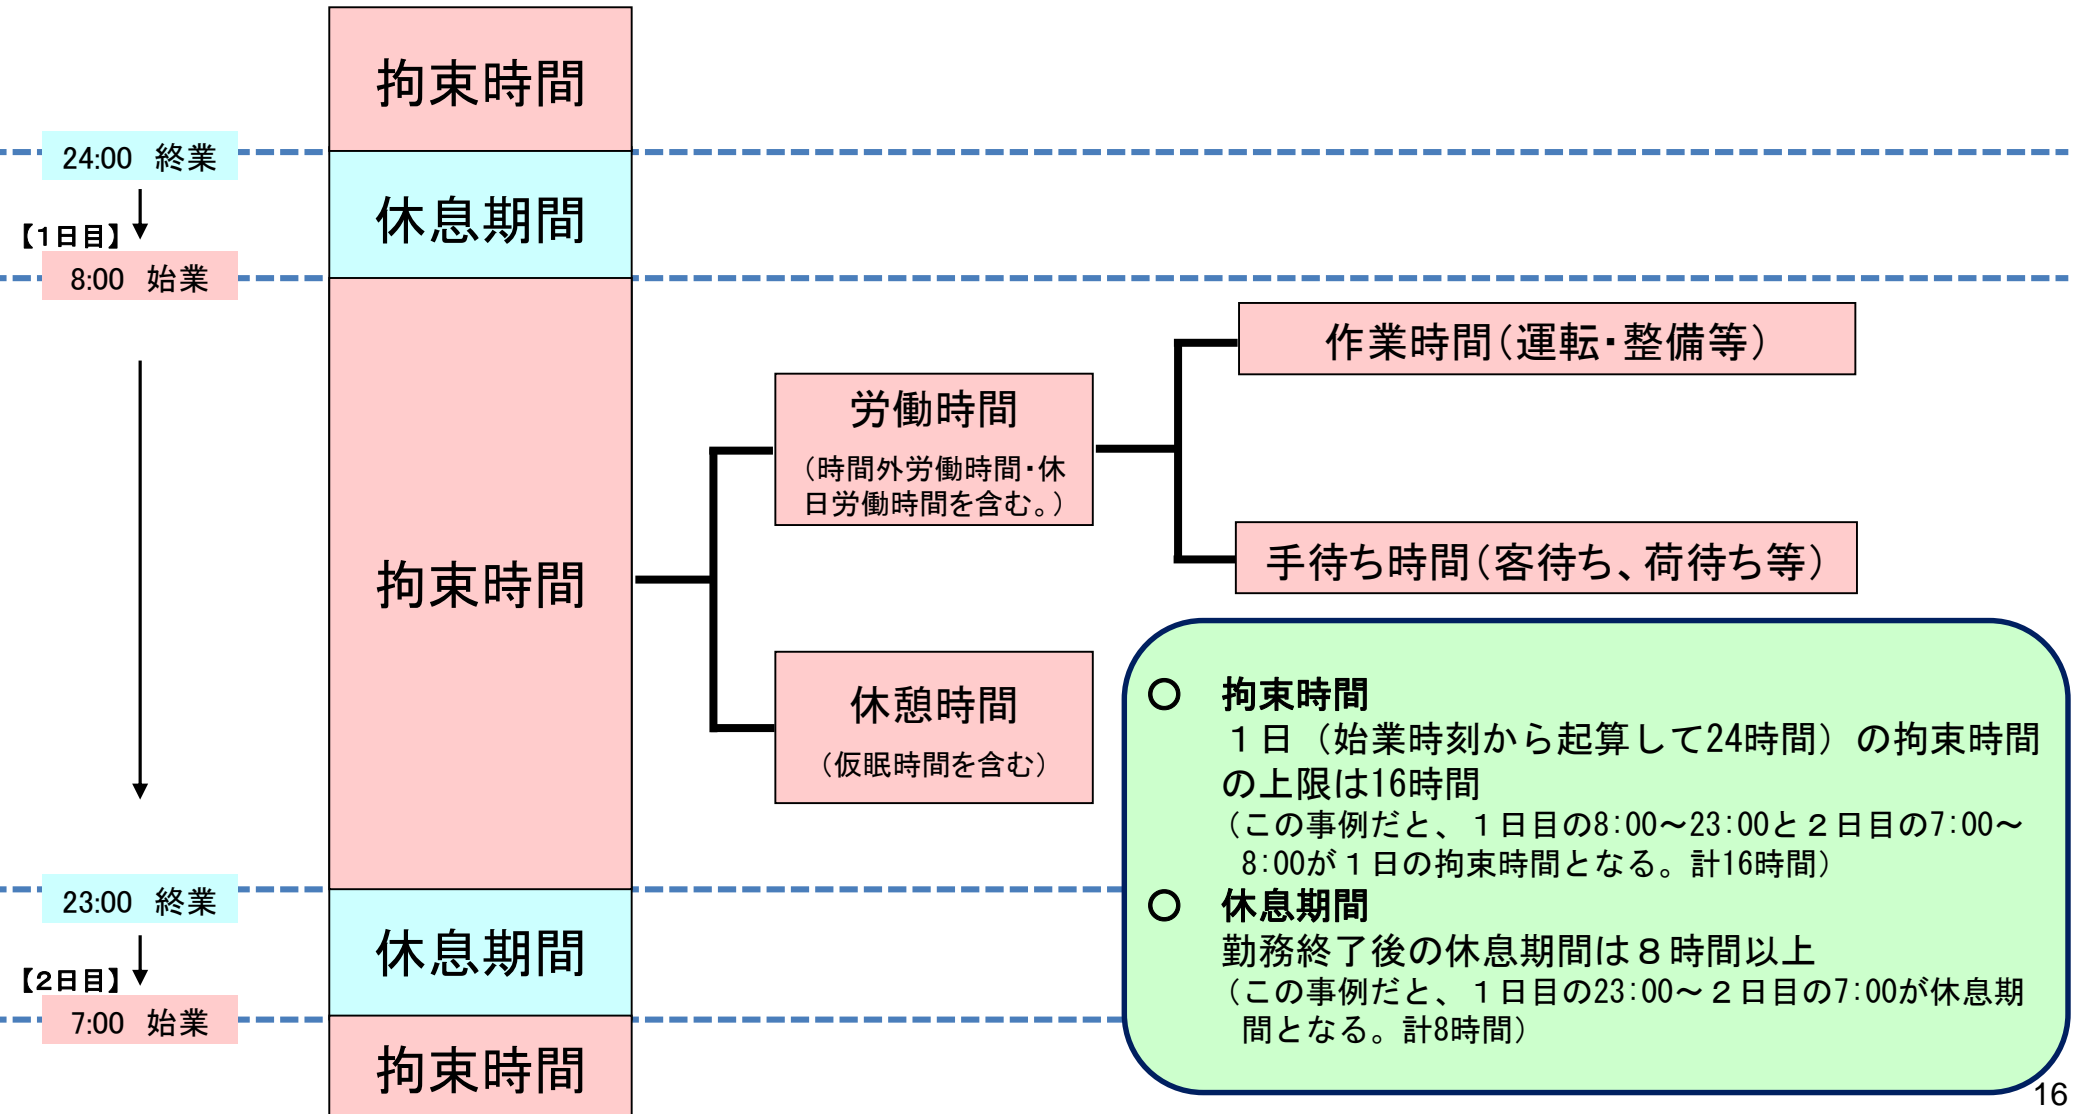 拘束時間
24:00 終業
休息期間
【1日目】
8:00 始業
作業時間(運転・整備等)
労働時間
(時間外労働時間・休
日労働時間を含む。)
手待ち時間(客待ち、荷待ち等)
拘束時間
休憩時間
(仮眠時間を含む)
○ 拘束時間
1日(始業時刻から起算して24時間)の拘束時間
の上限は16時間
(この事例だと、1日目の8:00~23:00と2日目の7:00~
8:00が1日の拘束時間となる。計16時間)
○ 休息期間
勤務終了後の休息期間は8時間以上
(この事例だと、1日目の23:00~2日目の7:00が休息期
間となる。計8時間)
23:00 終業
休息期間
【2日目】
7:00 始業
拘束時間
16